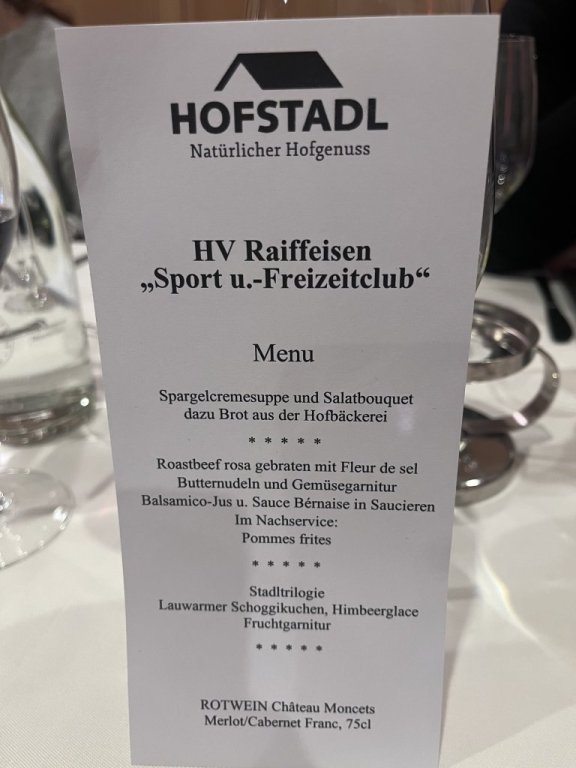 HOFSTADL
Natürlicher Hofgenuss
HV Raiffeisen
„Sport u.-Freizeitclub“
Menu
Spargelcremesuppe und Salatbouquet
dazu Brot aus der Hofbäckerei
* * * * *
Roastbeef rosa gebraten mit Fleur de sel
Butternudeln und Gemüsegarnitur
Balsamico-Jus u. Sauce Bérnaise in Saucieren
Im Nachservice:
Pommes frites
* * * * *
Stadltrilogie
Lauwarmer Schoggikuchen, Himbeerglace
Fruchtgarnitur
* * * * *
ROTWEIN Château Moncets
Merlot/Cabernet Franc, 75cl